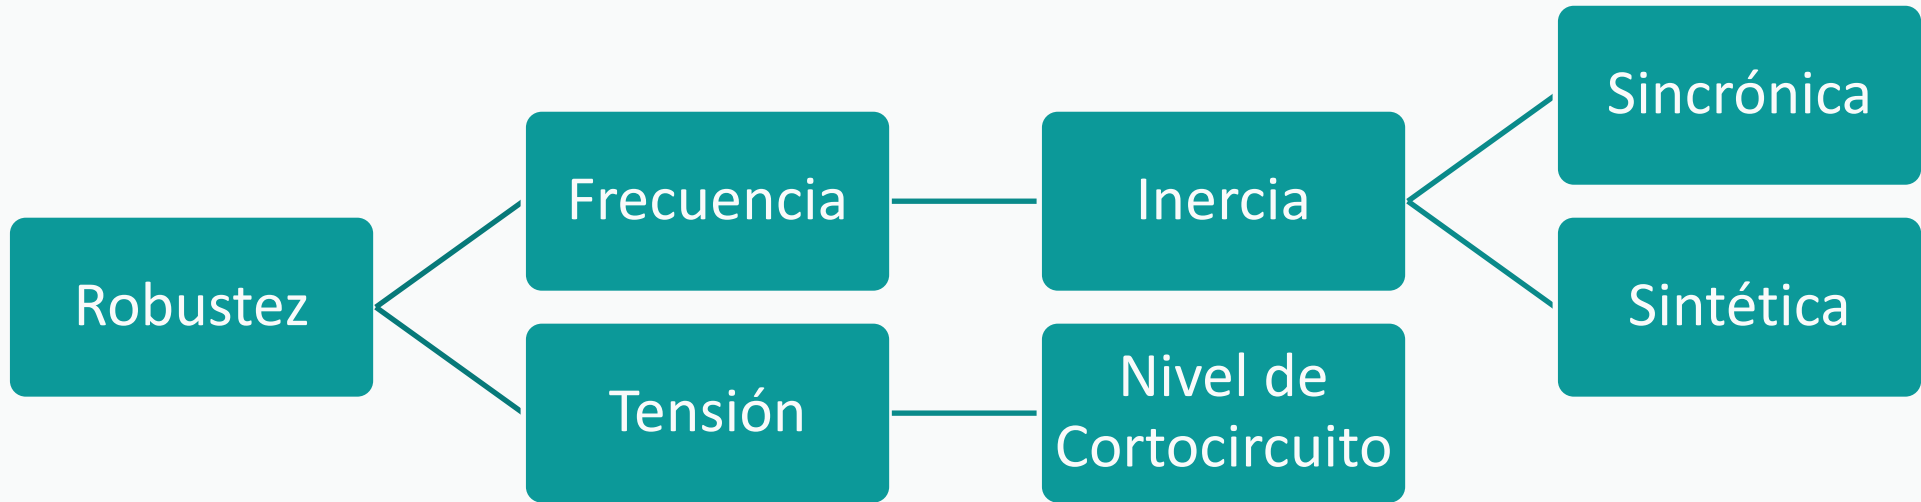 Robustez
Frecuencia
Tensión
Inercia
Nivel de
Cortocircuito
Sincrónica
Sintética